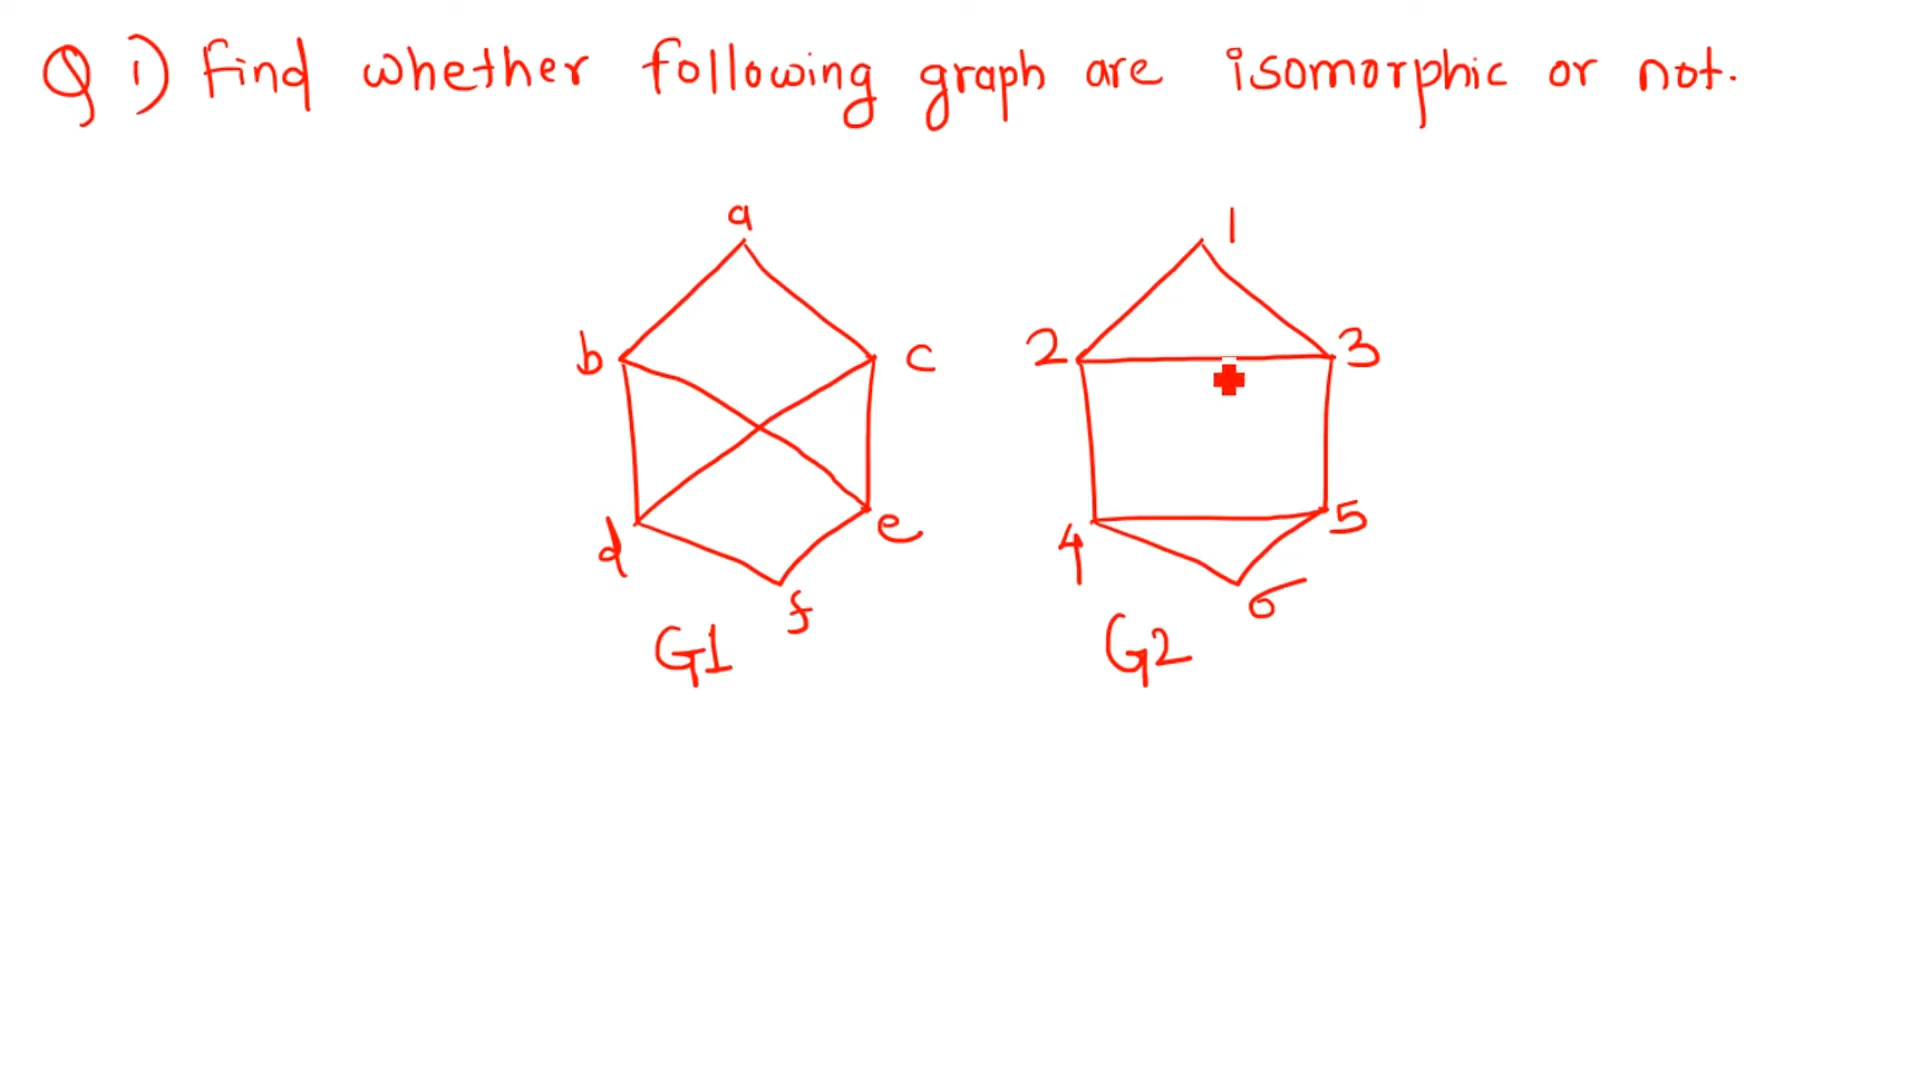 Q 1) Find whether following graph are isomorphic or not.
a
1
b
c
2
3
d
e
4
5
f
6
G1
G2